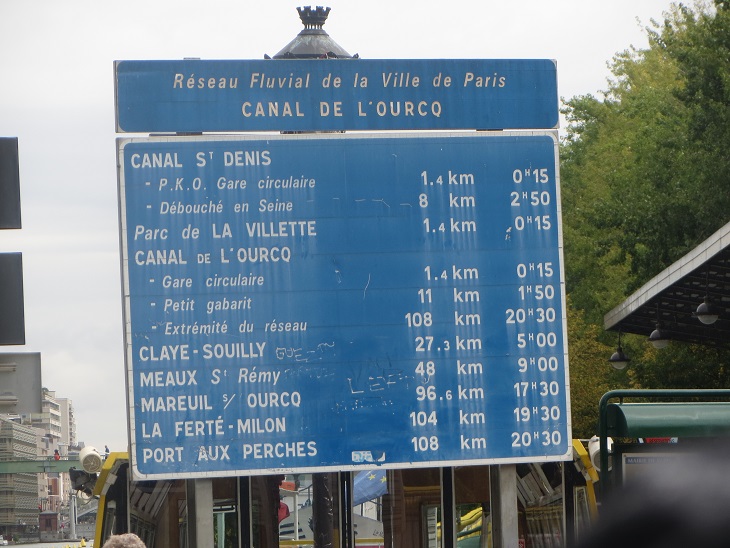 Réseau Fluvial de la Ville de Paris
CANAL DE L'OURCQ
CANAL ST DENIS
- P.K.O. Gare circulaire 1.4 km 0H15
- Débouché en Seine 8 km 2H50
Parc de LA VILLETTE 1.4 km 0H15
CANAL DE L'OURCQ
- Gare circulaire 1.4 km 0H15
- Petit gabarit 11 km 1H50
- Extrémité du réseau 108 km 20H30
CLAYE-SOUILLY 27.3 km 5H00
MEAUX St Rémy 48 km 9H00
MAREUIL s/ OURCQ 96.6 km 17H30
LA FERTÉ-MILON 104 km 19H30
PORT AUX PERCHES 108 km 20H30